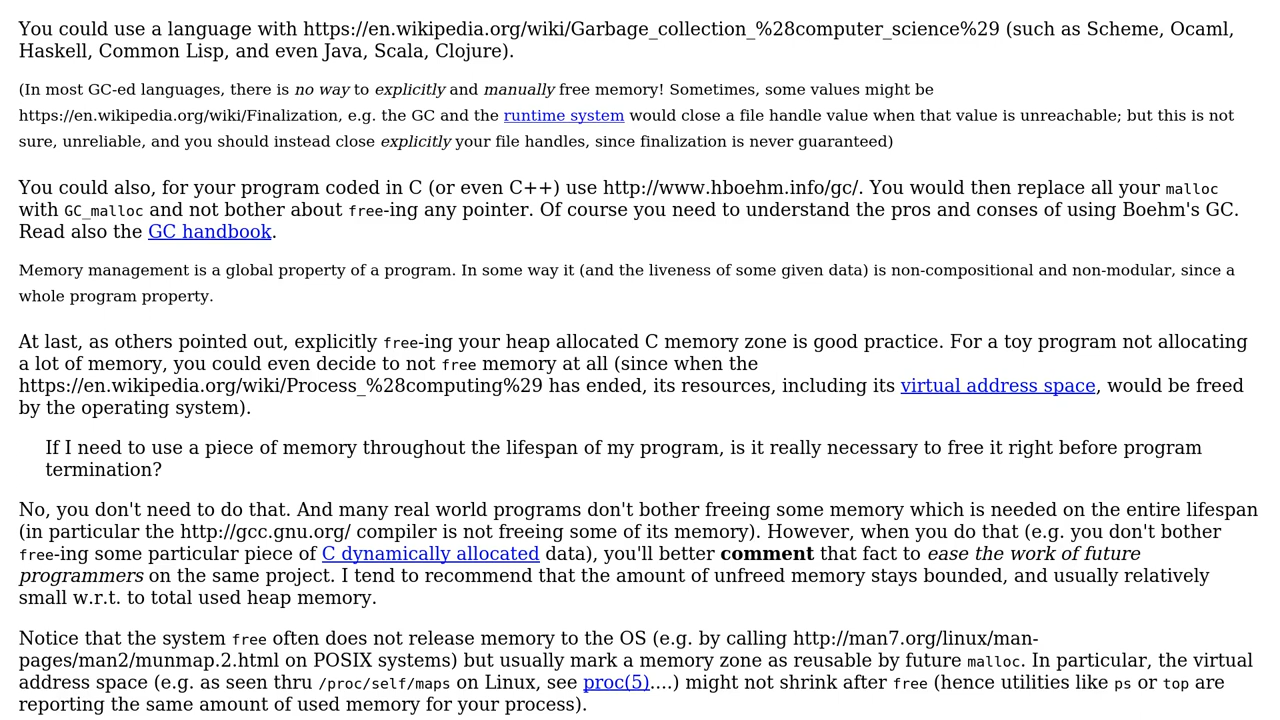 You could use a language with https://en.wikipedia.org/wiki/Garbage_collection_%28computer_science%29 (such as Scheme, Ocaml,
Haskell, Common Lisp, and even Java, Scala, Clojure).
(In most GC-ed languages, there is no way to explicitly and manually free memory! Sometimes, some values might be
https://en.wikipedia.org/wiki/Finalization, e.g. the GC and the runtime system would close a file handle value when that value is unreachable; but this is not
sure, unreliable, and you should instead close explicitly your file handles, since finalization is never guaranteed)
You could also, for your program coded in C (or even C++) use http://www.hboehm.info/gc/. You would then replace all your malloc
with GC_malloc and not bother about free-ing any pointer. Of course you need to understand the pros and conses of using Boehm's GC.
Read also the GC handbook.
Memory management is a global property of a program. In some way it (and the liveness of some given data) is non-compositional and non-modular, since a
whole program property.
At last, as others pointed out, explicitly free-ing your heap allocated C memory zone is good practice. For a toy program not allocating
a lot of memory, you could even decide to not free memory at all (since when the
https://en.wikipedia.org/wiki/Process_%28computing%29 has ended, its resources, including its virtual address space, would be freed
by the operating system).
If I need to use a piece of memory throughout the lifespan of my program, is it really necessary to free it right before program
termination?
No, you don't need to do that. And many real world programs don't bother freeing some memory which is needed on the entire lifespan
(in particular the http://gcc.gnu.org/ compiler is not freeing some of its memory). However, when you do that (e.g. you don't bother
free-ing some particular piece of C dynamically allocated data), you'll better comment that fact to ease the work of future
programmers on the same project. I tend to recommend that the amount of unfreed memory stays bounded, and usually relatively
small w.r.t. to total used heap memory.
Notice that the system free often does not release memory to the OS (e.g. by calling http://man7.org/linux/man-
pages/man2/munmap.2.html on POSIX systems) but usually mark a memory zone as reusable by future malloc. In particular, the virtual
address space (e.g. as seen thru /proc/self/maps on Linux, see proc(5)....) might not shrink after free (hence utilities like ps or top are
reporting the same amount of used memory for your process).